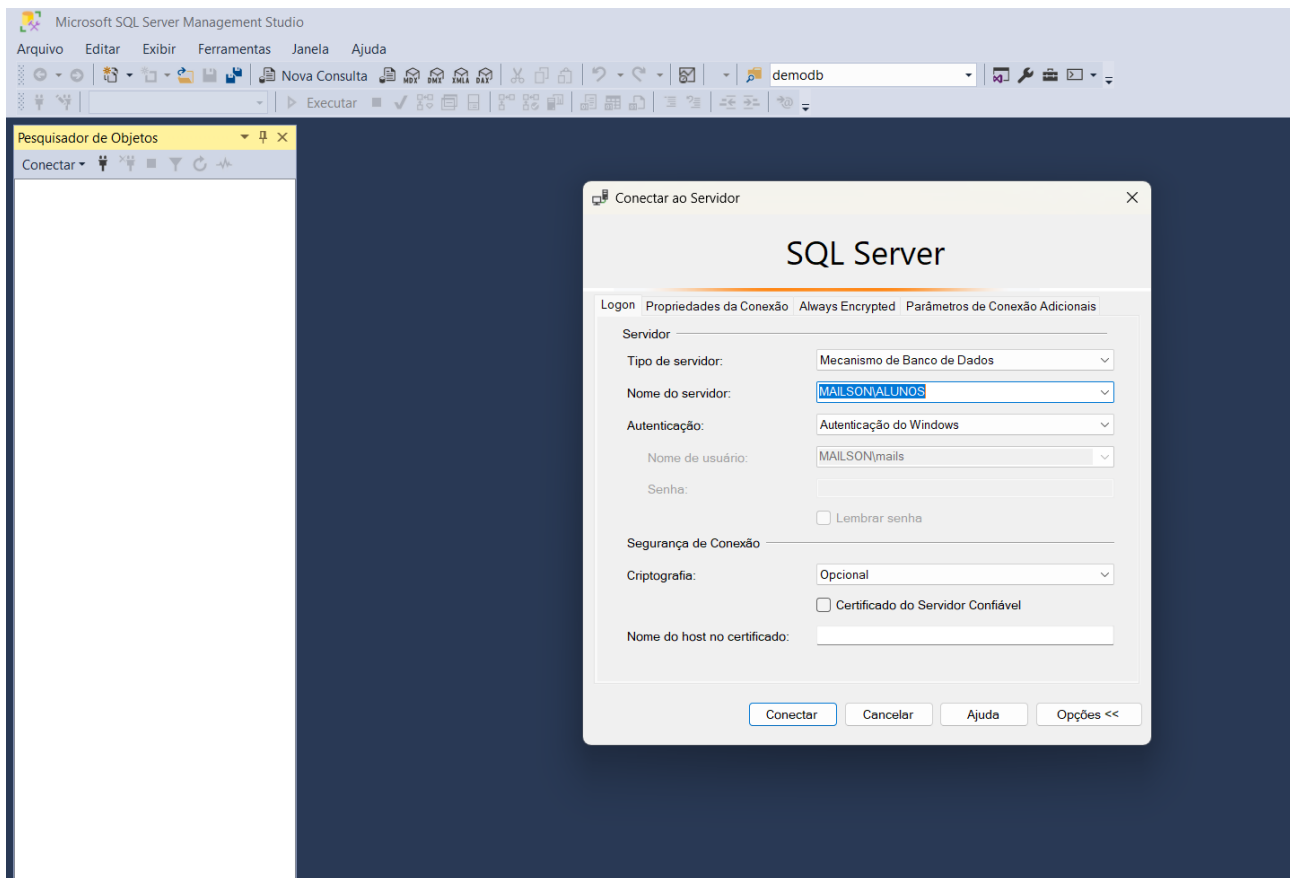 Microsoft SQL Server Management Studio
Arquivo Editar Exibir Ferramentas Janela Ajuda
Nova Consulta MDX DMX XMLA DAX demodb
Executar
Pesquisador de Objetos
Conectar
Conectar ao Servidor
SQL Server
Logon Propriedades da Conexão Always Encrypted Parâmetros de Conexão Adicionais
Servidor
Tipo de servidor: Mecanismo de Banco de Dados
Nome do servidor: MAILSON\ALUNOS
Autenticação: Autenticação do Windows
Nome de usuário: MAILSON\mails
Senha:
Lembrar senha
Segurança de Conexão
Criptografia: Opcional
Certificado do Servidor Confiável
Nome do host no certificado:
Conectar Cancelar Ajuda Opções <<